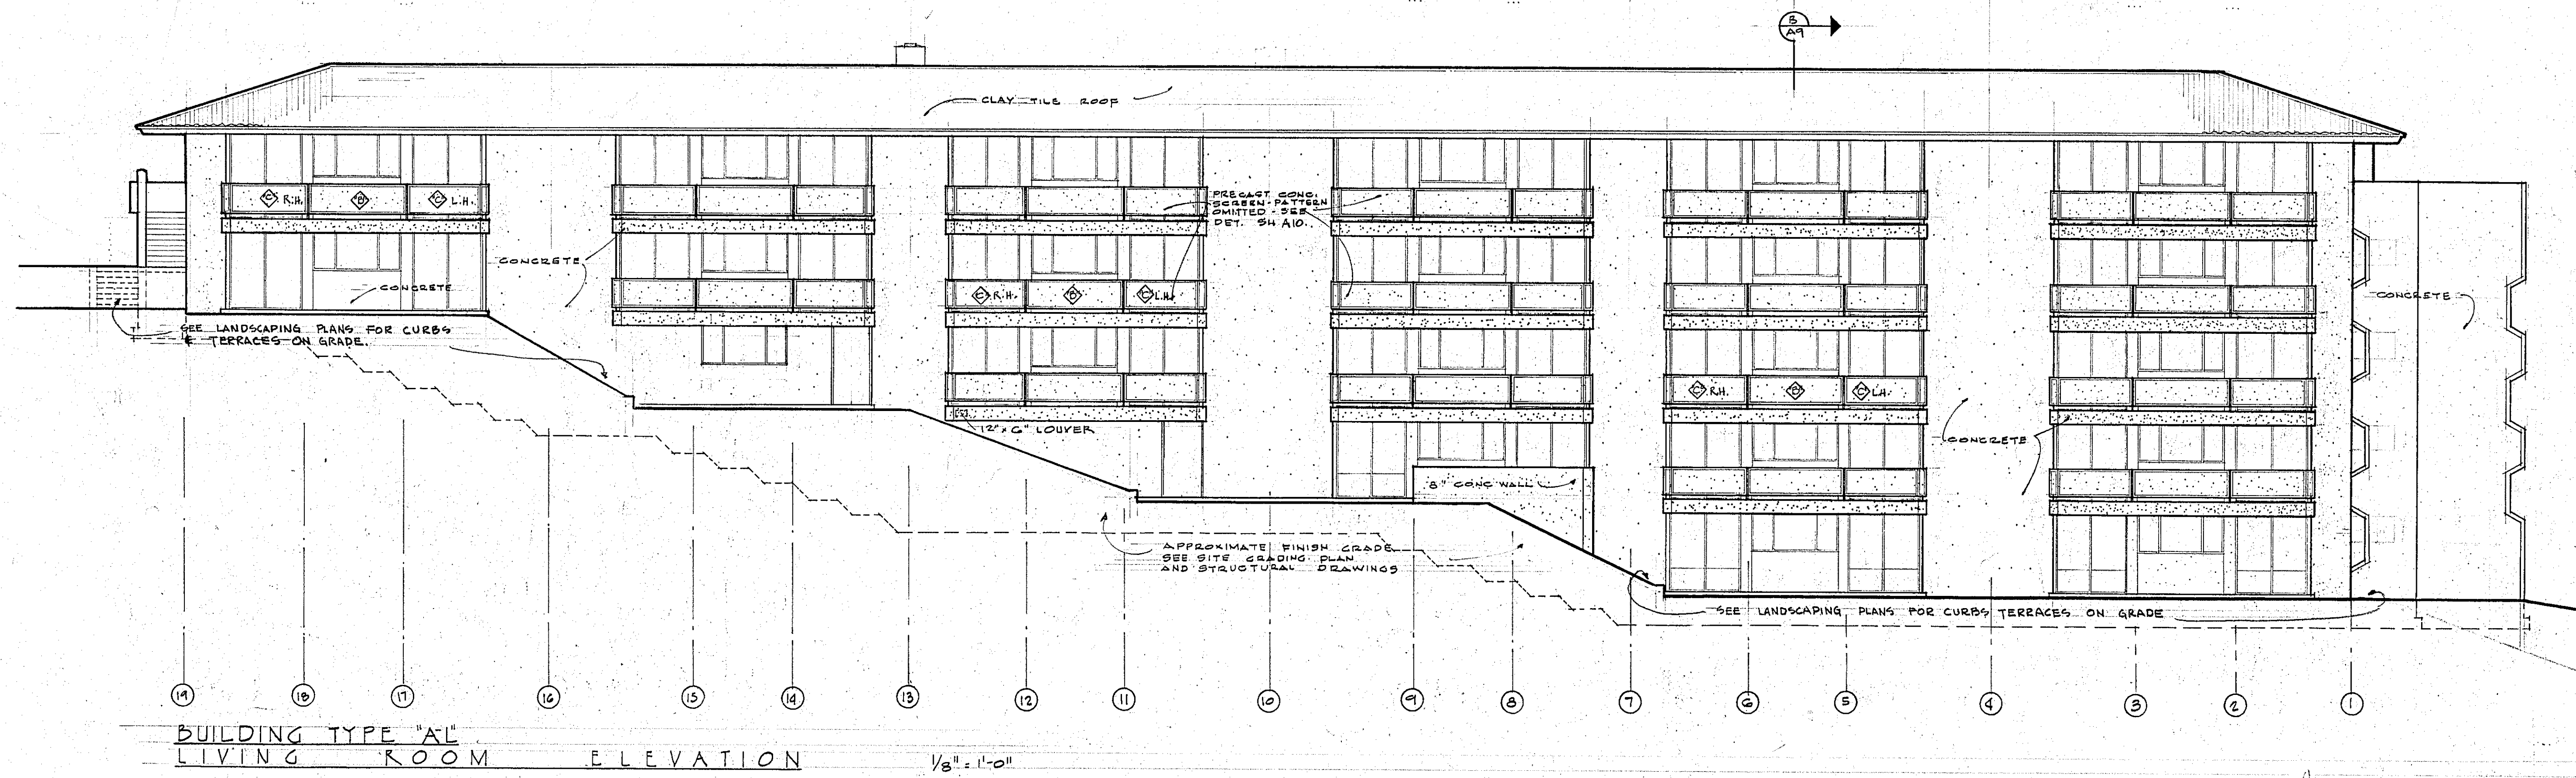 B
A9
CLAY TILE ROOF
C R.H. B C L.H.
PRECAST CONC.
SCREEN-PATTERN
OMITTED - SEE
DET. SH. A10.
CONCRETE
CONCRETE
C R.H. B C L.H.
CONCRETE
SEE LANDSCAPING PLANS FOR CURBS
& TERRACES ON GRADE.
C R.H. B C L.H.
12" x 6" LOUVER
CONCRETE
8" CONC WALL
APPROXIMATE FINISH GRADE
SEE SITE GRADING PLAN
AND STRUCTURAL DRAWINGS
SEE LANDSCAPING PLANS FOR CURBS TERRACES ON GRADE
19 18 17 16 15 14 13 12 11 10 9 8 7 6 5 4 3 2 1
BUILDING TYPE "AL"
LIVING ROOM ELEVATION 1/8" = 1'-0"